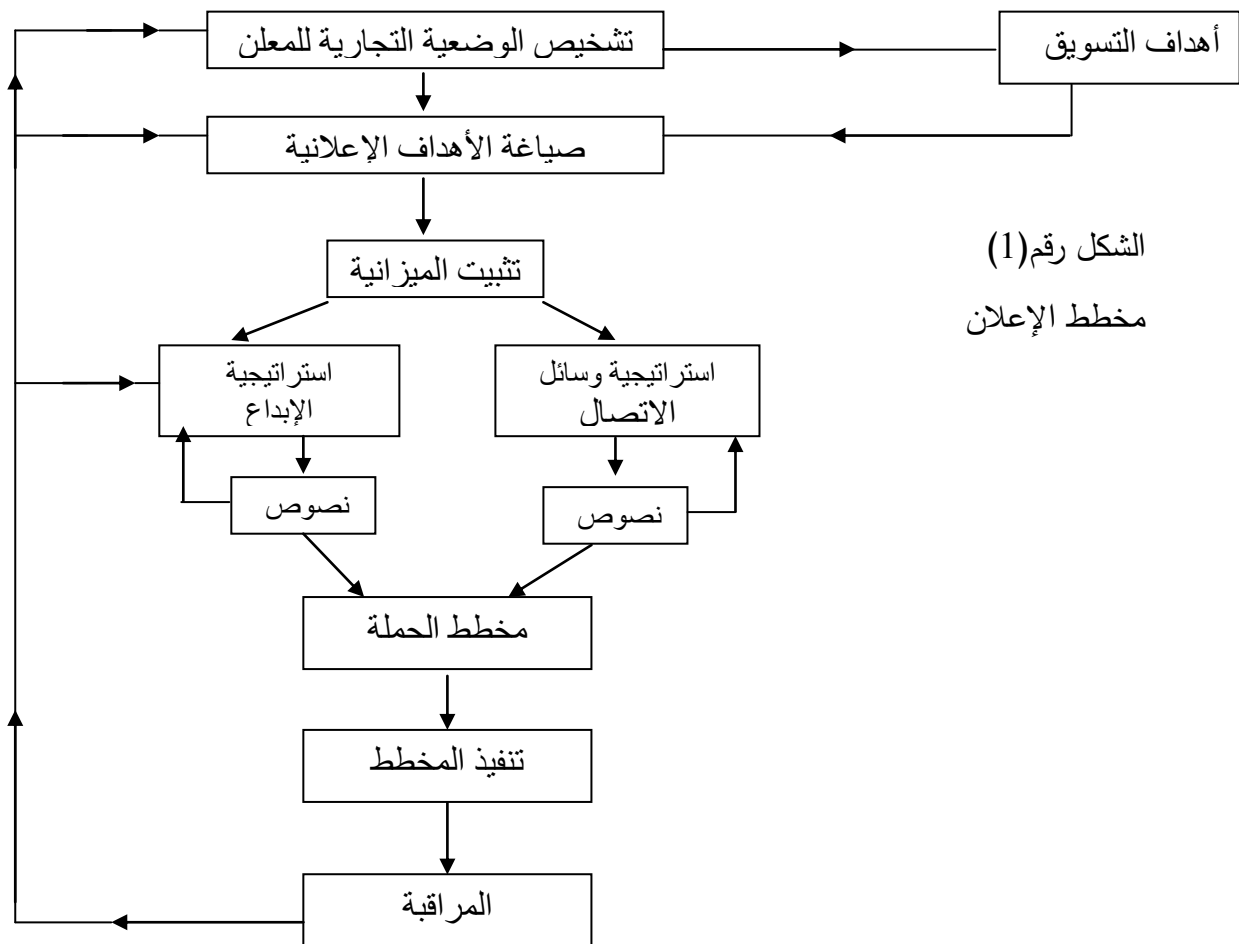 تشخيص الوضعية التجارية للمعلن
أهداف التسويق
صياغة الأهداف الإعلانية
الشكل رقم(1)
مخطط الإعلان
تثبيت الميزانية
استراتيجية وسائل
الاتصال
استراتيجية
الإبداع
نصوص
نصوص
مخطط الحملة
تنفيذ المخطط
المراقبة